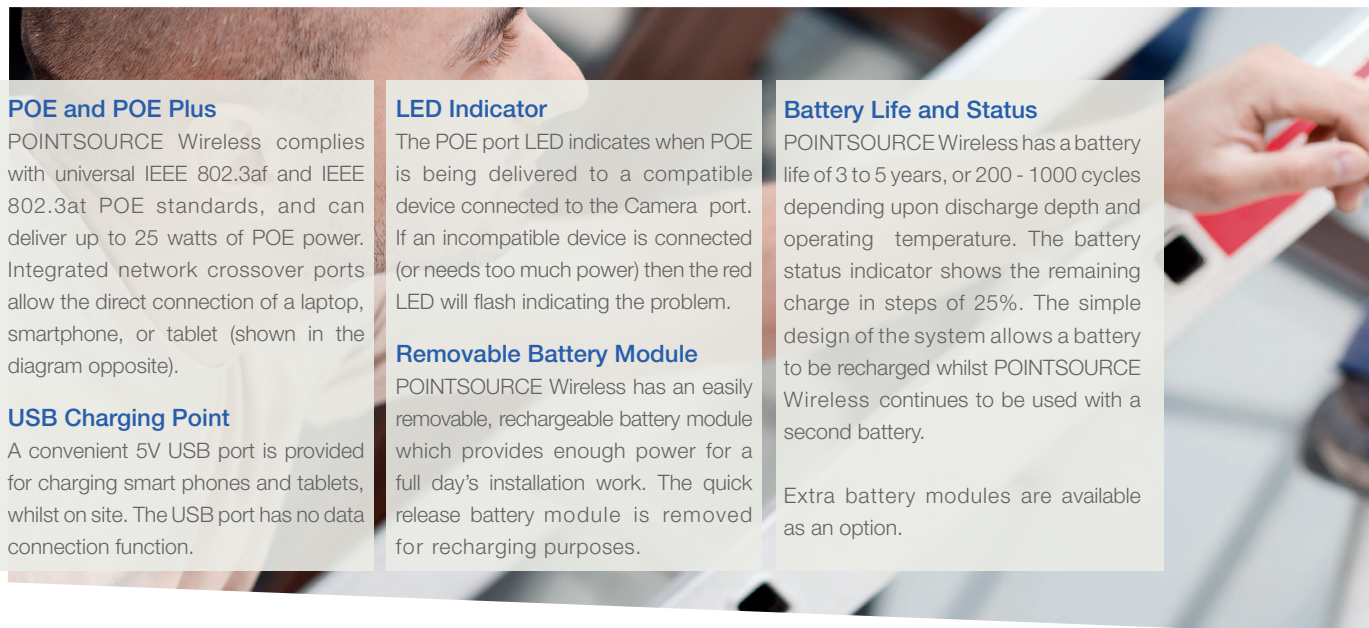 POE and POE Plus
POINTSOURCE Wireless complies
with universal IEEE 802.3af and IEEE
802.3at POE standards, and can
deliver up to 25 watts of POE power.
Integrated network crossover ports
allow the direct connection of a laptop,
smartphone, or tablet (shown in the
diagram opposite).
USB Charging Point
A convenient 5V USB port is provided
for charging smart phones and tablets,
whilst on site. The USB port has no data
connection function.
LED Indicator
The POE port LED indicates when POE
is being delivered to a compatible
device connected to the Camera port.
If an incompatible device is connected
(or needs too much power) then the red
LED will flash indicating the problem.
Removable Battery Module
POINTSOURCE Wireless has an easily
removable, rechargeable battery module
which provides enough power for a
full day's installation work. The quick
release battery module is removed
for recharging purposes.
Battery Life and Status
POINTSOURCE Wireless has a battery
life of 3 to 5 years, or 200 - 1000 cycles
depending upon discharge depth and
operating temperature. The battery
status indicator shows the remaining
charge in steps of 25%. The simple
design of the system allows a battery
to be recharged whilst POINTSOURCE
Wireless continues to be used with a
second battery.
Extra battery modules are available
as an option.